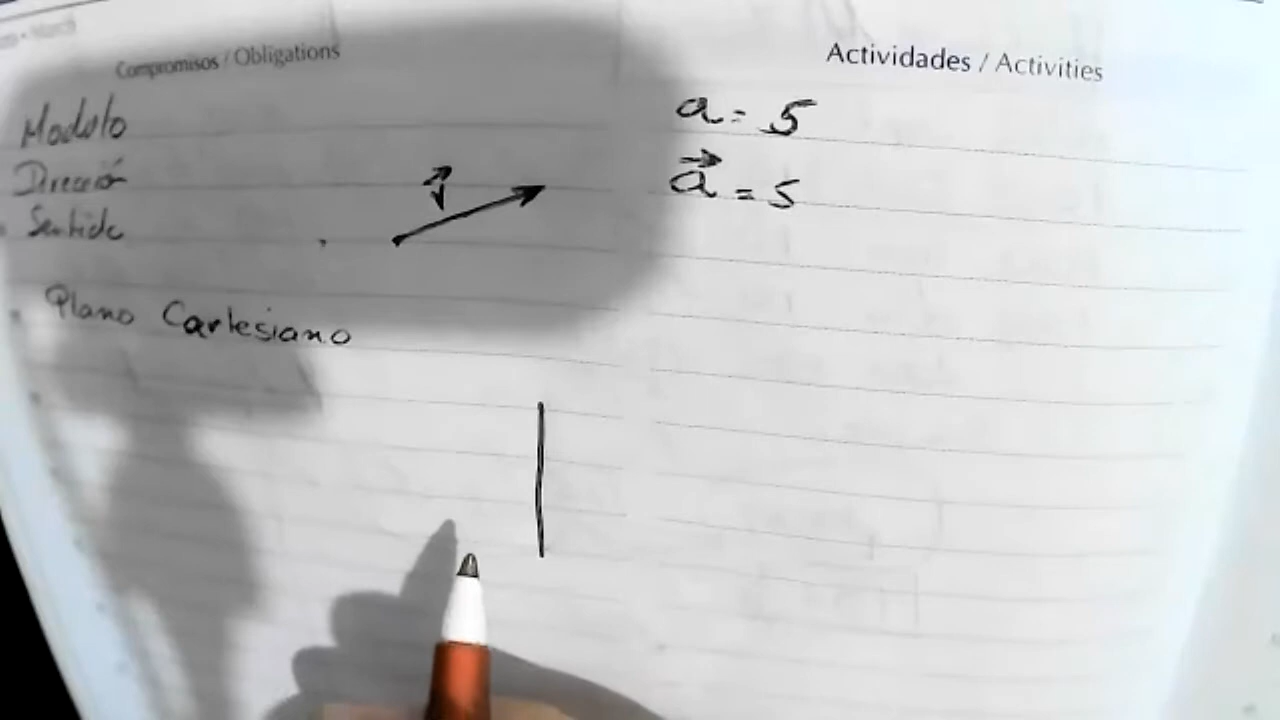 Compromisos / Obligations
Modulo
Dirección
Sentido
v
Plano Cartesiano
Actividades / Activities
a = 5
a⃗ = 5